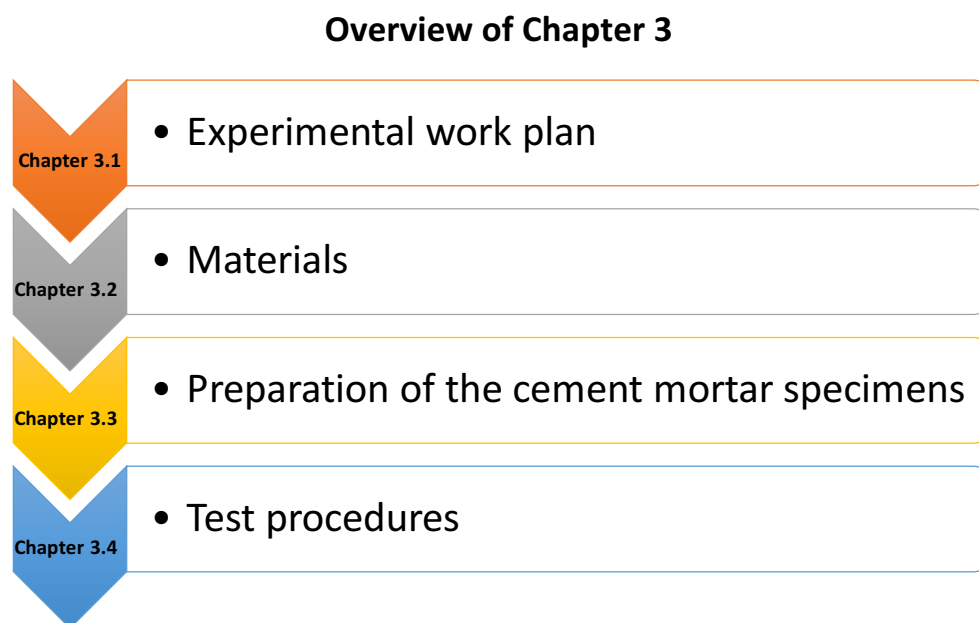 Overview of Chapter 3
Chapter 3.1
• Experimental work plan
Chapter 3.2
• Materials
Chapter 3.3
• Preparation of the cement mortar specimens
Chapter 3.4
• Test procedures